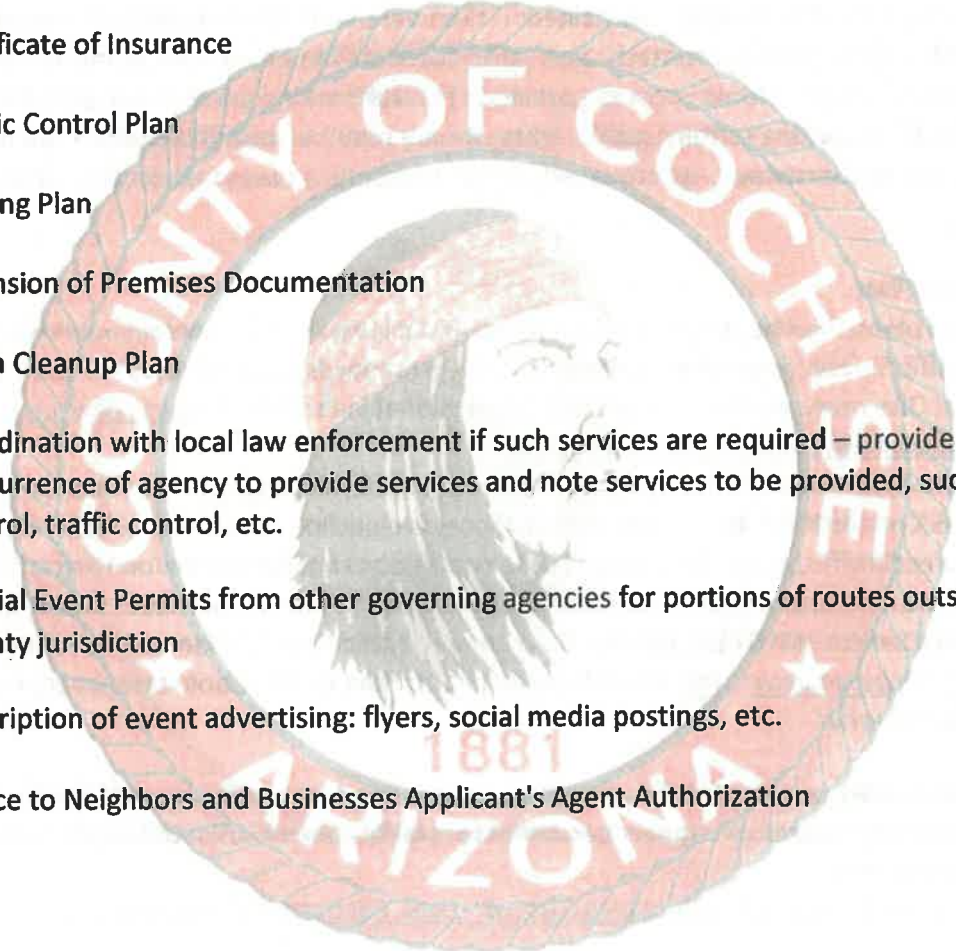 ficate of Insurance
ic Control Plan
ng Plan
nsion of Premises Documentation
Cleanup Plan
dination with local law enforcement if such services are required – provide
urrence of agency to provide services and note services to be provided, suc
rol, traffic control, etc.
ial Event Permits from other governing agencies for portions of routes outs
nty jurisdiction
ription of event advertising: flyers, social media postings, etc.
ce to Neighbors and Businesses Applicant's Agent Authorization
COUNTY OF COCHISE
1881
ARIZONA